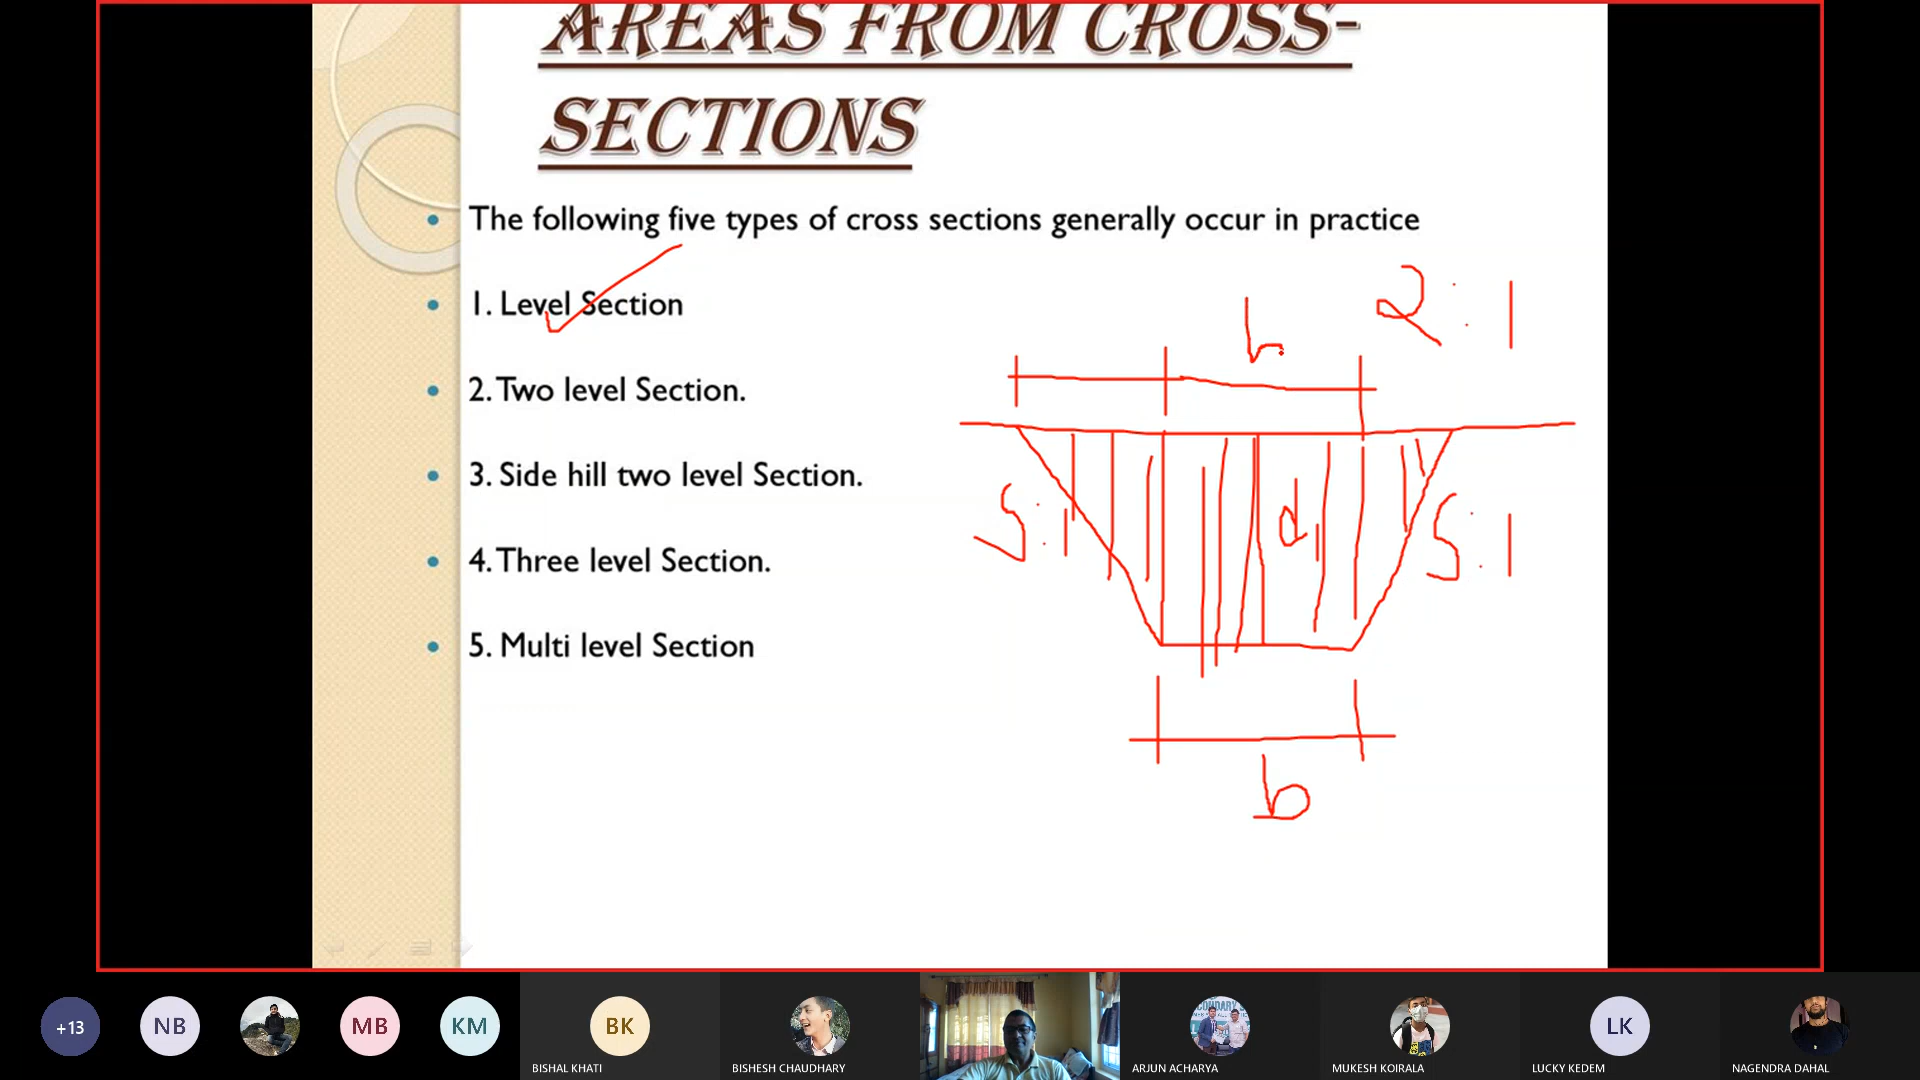 AREAS FROM CROSS-
SECTIONS
The following five types of cross sections generally occur in practice
1. Level Section
2. Two level Section.
3. Side hill two level Section.
4. Three level Section.
5. Multi level Section
2:1
b
S:1
d
S:1
b
+13
NB
MB
KM
BK
LK
BISHAL KHATI
BISHESH CHAUDHARY
ARJUN ACHARYA
MUKESH KOIRALA
LUCKY KEDEM
NAGENDRA DAHAL